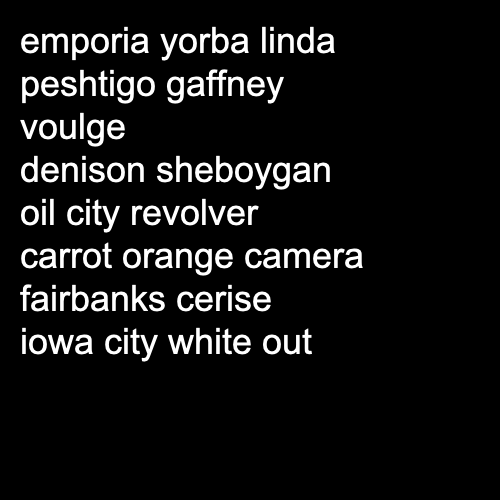 emporia yorba linda
peshtigo gaffney
voulge
denison sheboygan
oil city revolver
carrot orange camera
fairbanks cerise
iowa city white out